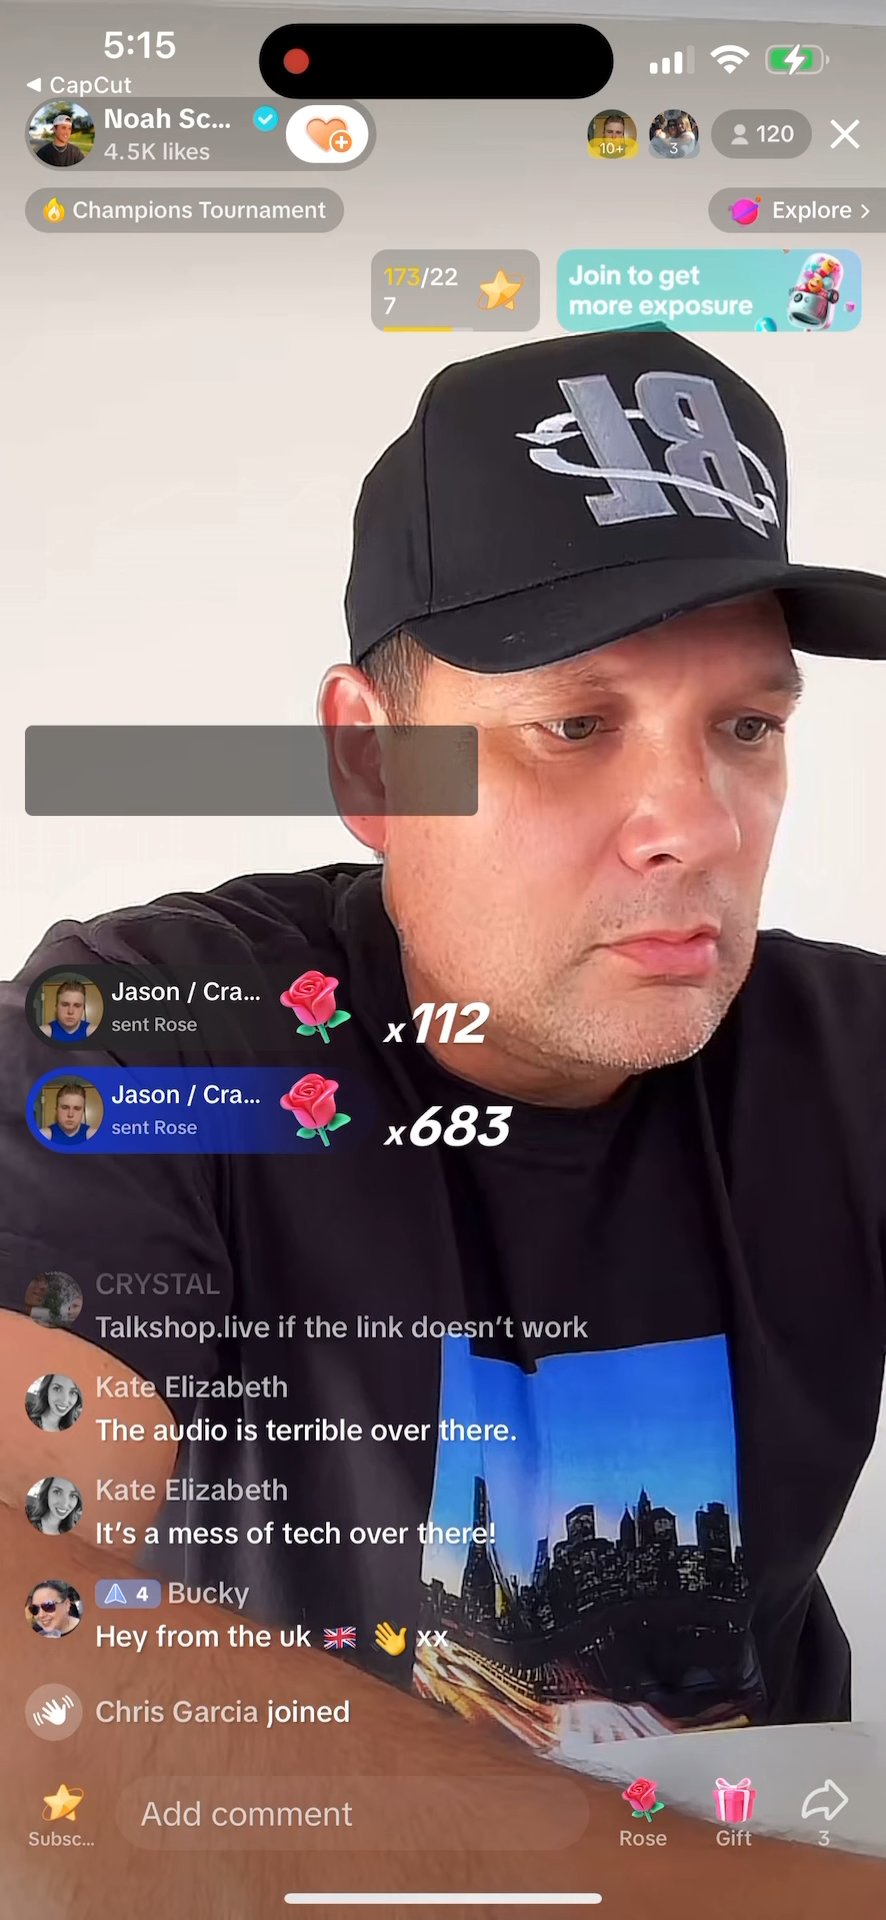 5:15
◀ CapCut
Noah Sc...
4.5K likes
10+
3
120
Champions Tournament
Explore >
173/22
7
Join to get
more exposure
RL
Jason / Cra...
sent Rose
x112
Jason / Cra...
sent Rose
x683
CRYSTAL
Talkshop.live if the link doesn’t work
Kate Elizabeth
The audio is terrible over there.
Kate Elizabeth
It’s a mess of tech over there!
4 Bucky
Hey from the uk 🇬🇧 👋 xx
Chris Garcia joined
Subsc...
Add comment
Rose
Gift
3